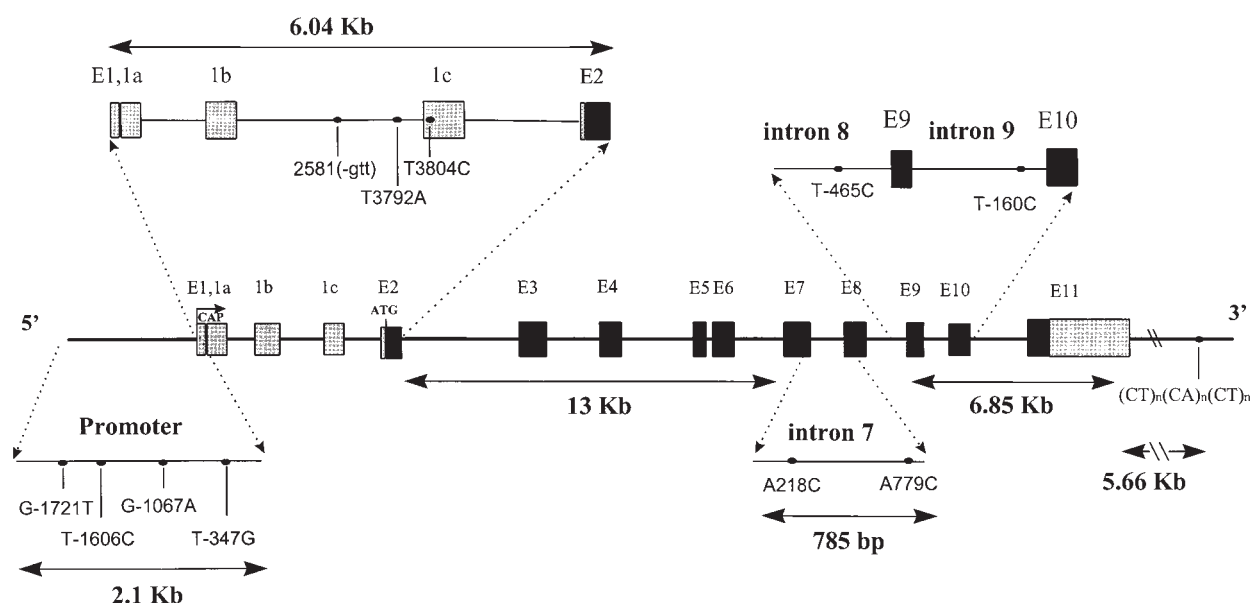 6.04 Kb
E1,1a 1b 1c E2
2581(-gtt) T3804C
T3792A
intron 8 E9 intron 9 E10
T-465C T-160C
E1,1a 1b 1c E2 E3 E4 E5 E6 E7 E8 E9 E10 E11
CAP ATG
5’ 3’
13 Kb 6.85 Kb (CT)n(CA)n(CT)n
Promoter intron 7
5.66 Kb
G-1721T G-1067A A218C A779C
T-1606C T-347G 785 bp
2.1 Kb